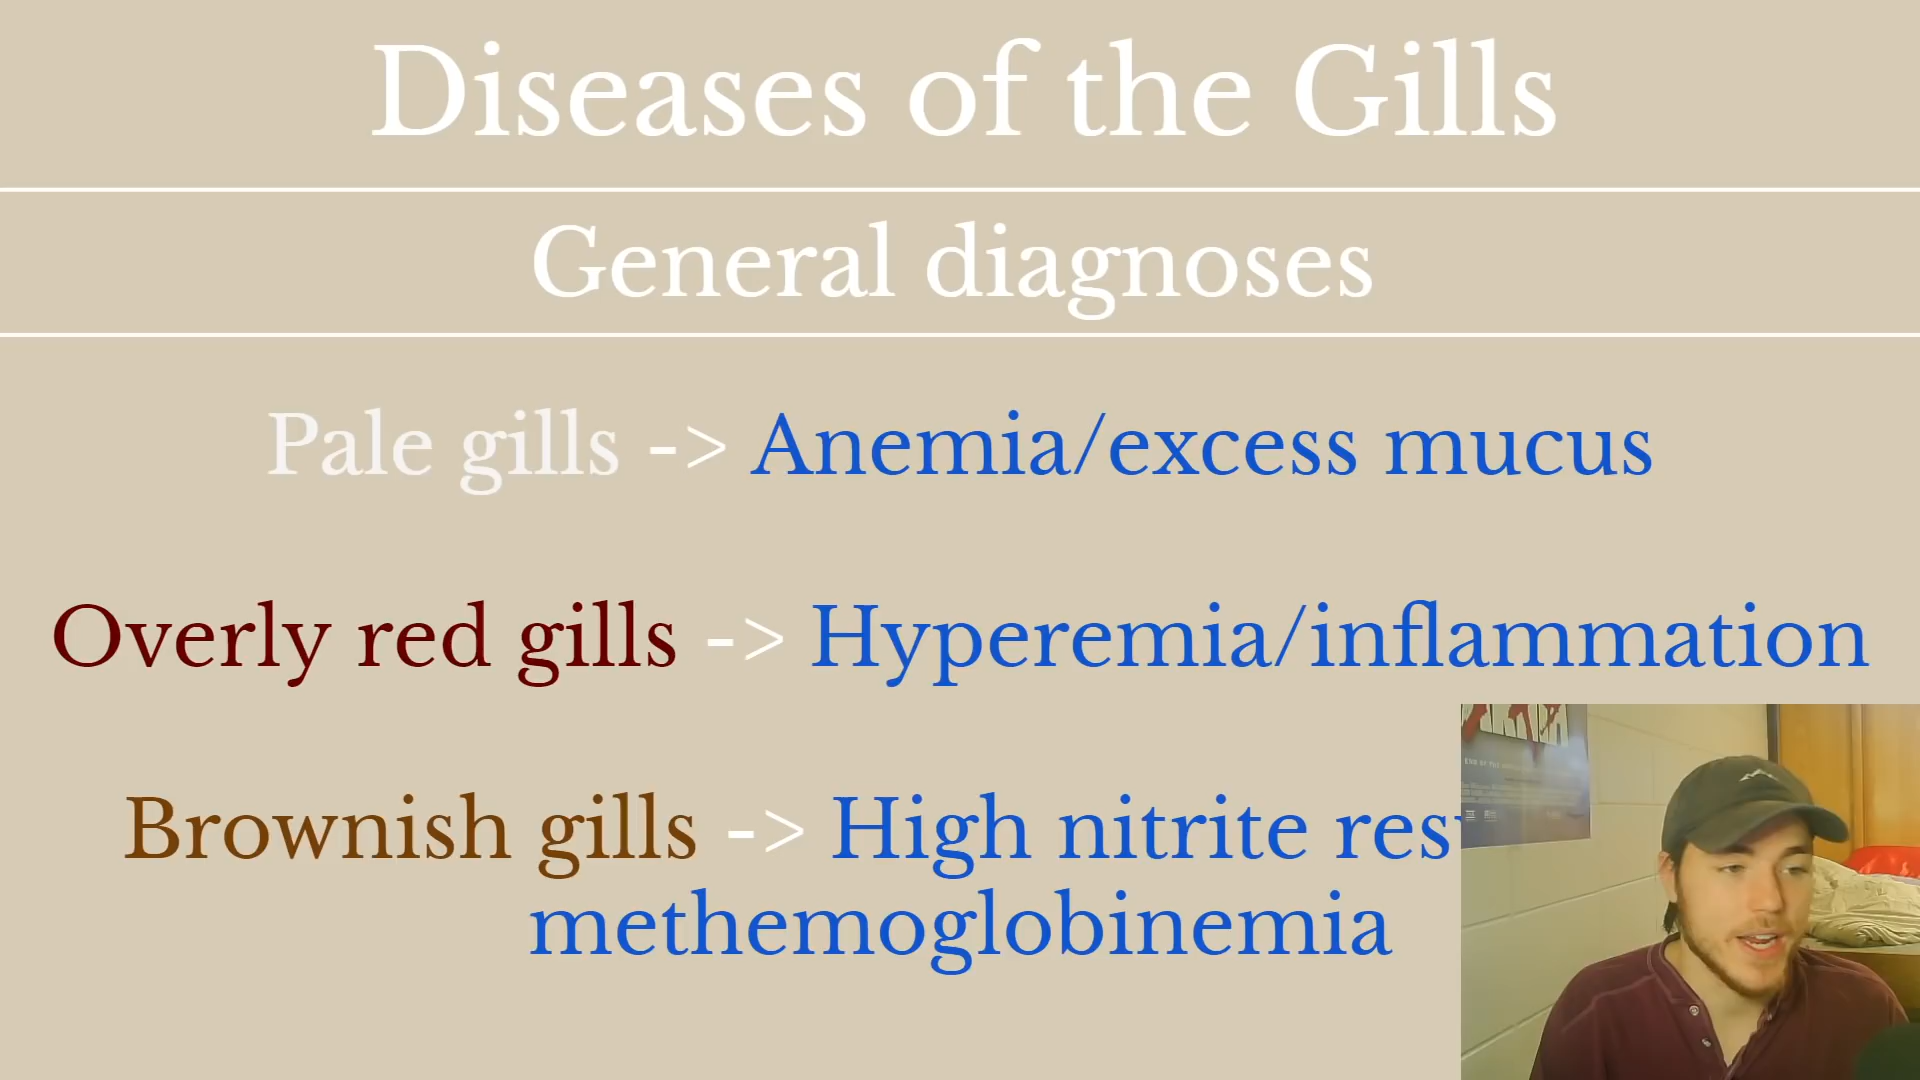 Diseases of the Gills
General diagnoses
Pale gills -> Anemia/excess mucus
Overly red gills -> Hyperemia/inflammation
Brownish gills -> High nitrite
methemoglobinemia